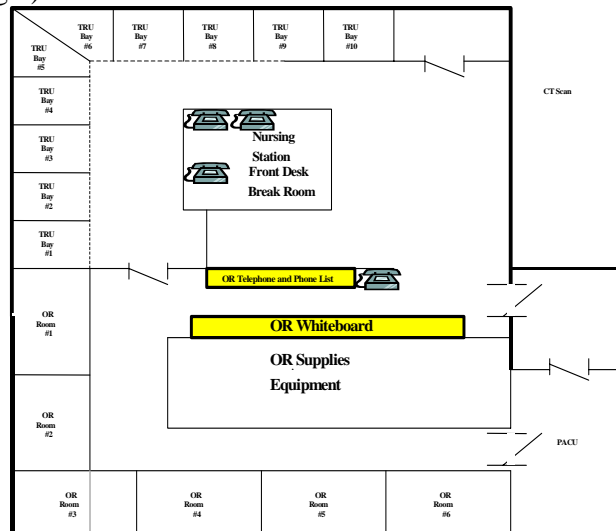 TRU
Bay
#6
TRU
Bay
#7
TRU
Bay
#8
TRU
Bay
#9
TRU
Bay
#10
TRU
Bay
#5
CT Scan
TRU
Bay
#4
TRU
Bay
#3
TRU
Bay
#2
TRU
Bay
#1
Nursing
Station
Front Desk
Break Room
OR Telephone and Phone List
OR Whiteboard
OR Supplies
Equipment
OR
Room
#1
OR
Room
#2
PACU
OR
Room
#3
OR
Room
#4
OR
Room
#5
OR
Room
#6